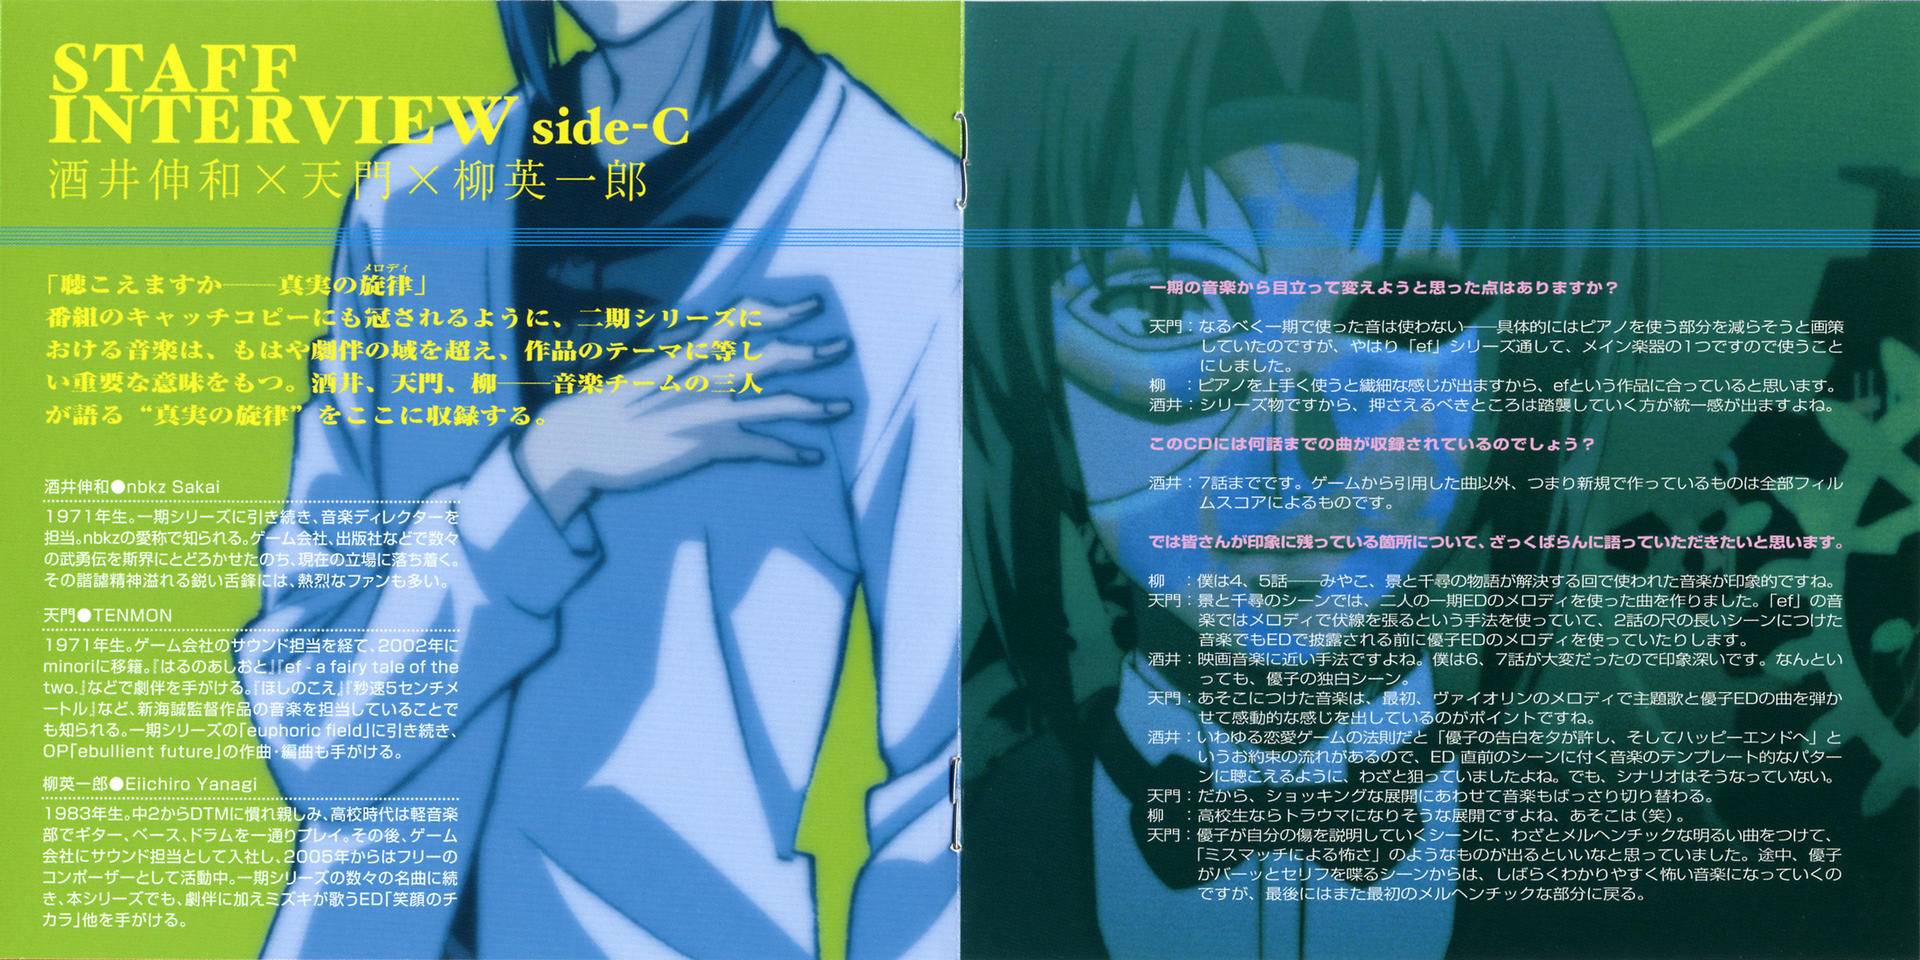 STAFF
INTERVIEW side-C
酒井伸和×天門×柳英一郎
メロディ
「聴こえますか──真実の旋律」
番組のキャッチコピーにも冠されるように、二期シリーズに
おける音楽は、もはや劇伴の域を超え、作品のテーマに等し
い重要な意味をもつ。酒井、天門、柳──音楽チームの三人
が語る“真実の旋律”をここに収録する。
酒井伸和●nbkz Sakai
1971年生。一期シリーズに引き続き、音楽ディレクターを
担当。nbkzの愛称で知られる。ゲーム会社、出版社などで数々
の武勇伝を斯界にとどろかせたのち、現在の立場に落ち着く。
その諧謔精神溢れる鋭い舌鋒には、熱烈なファンも多い。
天門●TENMON
1971年生。ゲーム会社のサウンド担当を経て、2002年に
minoriに移籍。『はるのあしおと』『ef - a fairy tale of the
two.』などで劇伴を手がける。『ほしのこえ』『秒速5センチメ
ートル』など、新海誠監督作品の音楽を担当していることで
も知られる。一期シリーズの「euphoric field」に引き続き、
OP「ebullient future」の作曲・編曲も手がける。
柳英一郎●Eiichiro Yanagi
1983年生。中2からDTMに慣れ親しみ、高校時代は軽音楽
部でギター、ベース、ドラムを一通りプレイ。その後、ゲーム
会社にサウンド担当として入社し、2005年からはフリーの
コンポーザーとして活動中。一期シリーズの数々の名曲に続
き、本シリーズでも、劇伴に加えミズキが歌うED「笑顔のチ
カラ」他を手がける。
一期の音楽から目立って変えようと思った点はありますか？
天門：なるべく一期で使った音は使わない──具体的にはピアノを使う部分を減らそうと画策
していたのですが、やはり「ef」シリーズ通して、メイン楽器の1つですので使うこと
にしました。
柳　：ピアノを上手く使うと繊細な感じが出ますから、efという作品に合っていると思います。
酒井：シリーズ物ですから、押さえるべきところは踏襲していく方が統一感が出ますよね。
このCDには何話までの曲が収録されているのでしょう？
酒井：7話までです。ゲームから引用した曲以外、つまり新規で作っているものは全部フィル
ムスコアによるものです。
では皆さんが印象に残っている箇所について、ざっくばらんに語っていただきたいと思います。
柳　：僕は4、5話──みやこ、景と千尋の物語が解決する回で使われた音楽が印象的ですね。
天門：景と千尋のシーンでは、二人の一期EDのメロディを使った曲を作りました。「ef」の音
楽ではメロディで伏線を張るという手法を使っていて、2話の尺の長いシーンにつけた
音楽でもEDで披露される前に優子EDのメロディを使っていたりします。
酒井：映画音楽に近い手法ですよね。僕は6、7話が大変だったので印象深いです。なんとい
っても、優子の独白シーン。
天門：あそこにつけた音楽は、最初、ヴァイオリンのメロディで主題歌と優子EDの曲を弾か
せて感動的な感じを出しているのがポイントですね。
酒井：いわゆる恋愛ゲームの法則だと「優子の告白を夕が許し、そしてハッピーエンドへ」と
いうお約束の流れがあるので、ED 直前のシーンに付く音楽のテンプレート的なパター
ンに聴こえるように、わざと狙っていましたよね。でも、シナリオはそうなっていない。
天門：だから、ショッキングな展開にあわせて音楽もばっさり切り替わる。
柳　：高校生ならトラウマになりそうな展開ですよね、あそこは（笑）。
天門：優子が自分の傷を説明していくシーンに、わざとメルヘンチックな明るい曲をつけて、
「ミスマッチによる怖さ」のようなものが出るといいなと思っていました。途中、優子
がバーッとセリフを喋るシーンからは、しばらくわかりやすく怖い音楽になっていくの
ですが、最後にはまた最初のメルヘンチックな部分に戻る。